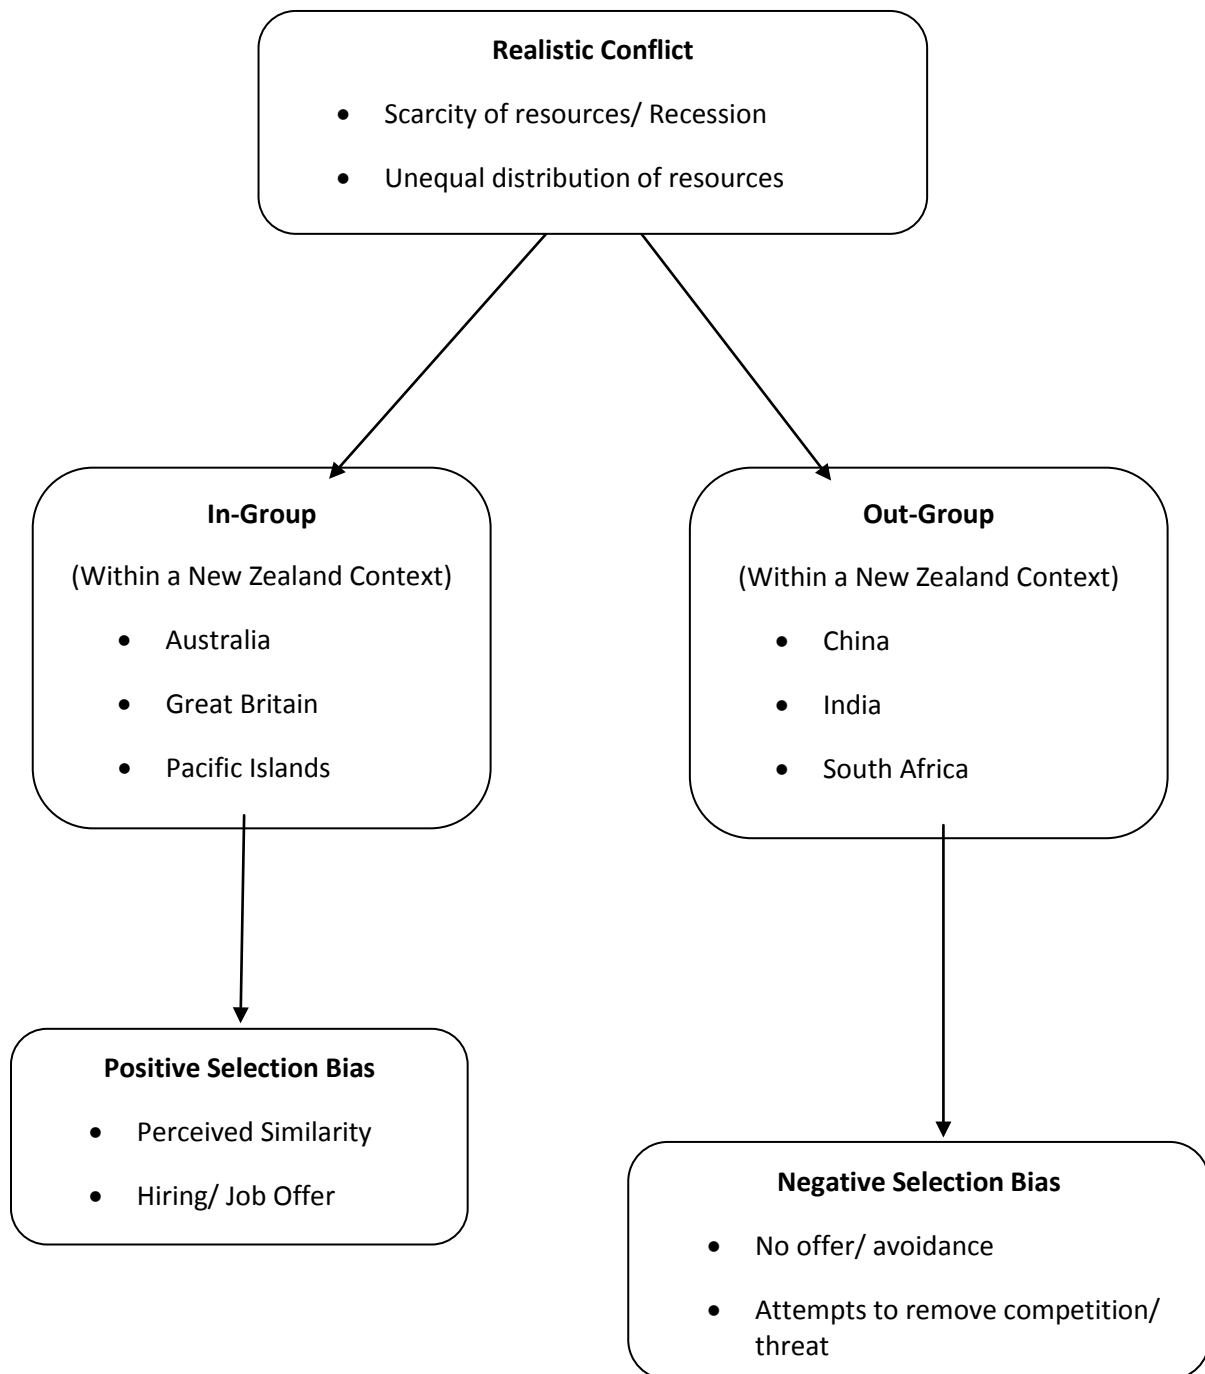 Realistic Conflict
• Scarcity of resources/ Recession
• Unequal distribution of resources
In-Group
(Within a New Zealand Context)
• Australia
• Great Britain
• Pacific Islands
Out-Group
(Within a New Zealand Context)
• China
• India
• South Africa
Positive Selection Bias
• Perceived Similarity
• Hiring/ Job Offer
Negative Selection Bias
• No offer/ avoidance
• Attempts to remove competition/
threat